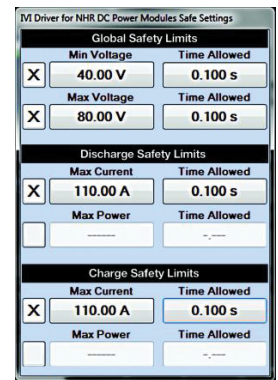 IVI Driver for NHR DC Power Modules Safe Settings
Global Safety Limits
Min Voltage Time Allowed
X 40.00 V 0.100 s
Max Voltage Time Allowed
X 80.00 V 0.100 s
Discharge Safety Limits
Max Current Time Allowed
X 110.00 A 0.100 s
Max Power Time Allowed
------ -.---
Charge Safety Limits
Max Current Time Allowed
X 110.00 A 0.100 s
Max Power Time Allowed
------ -.---